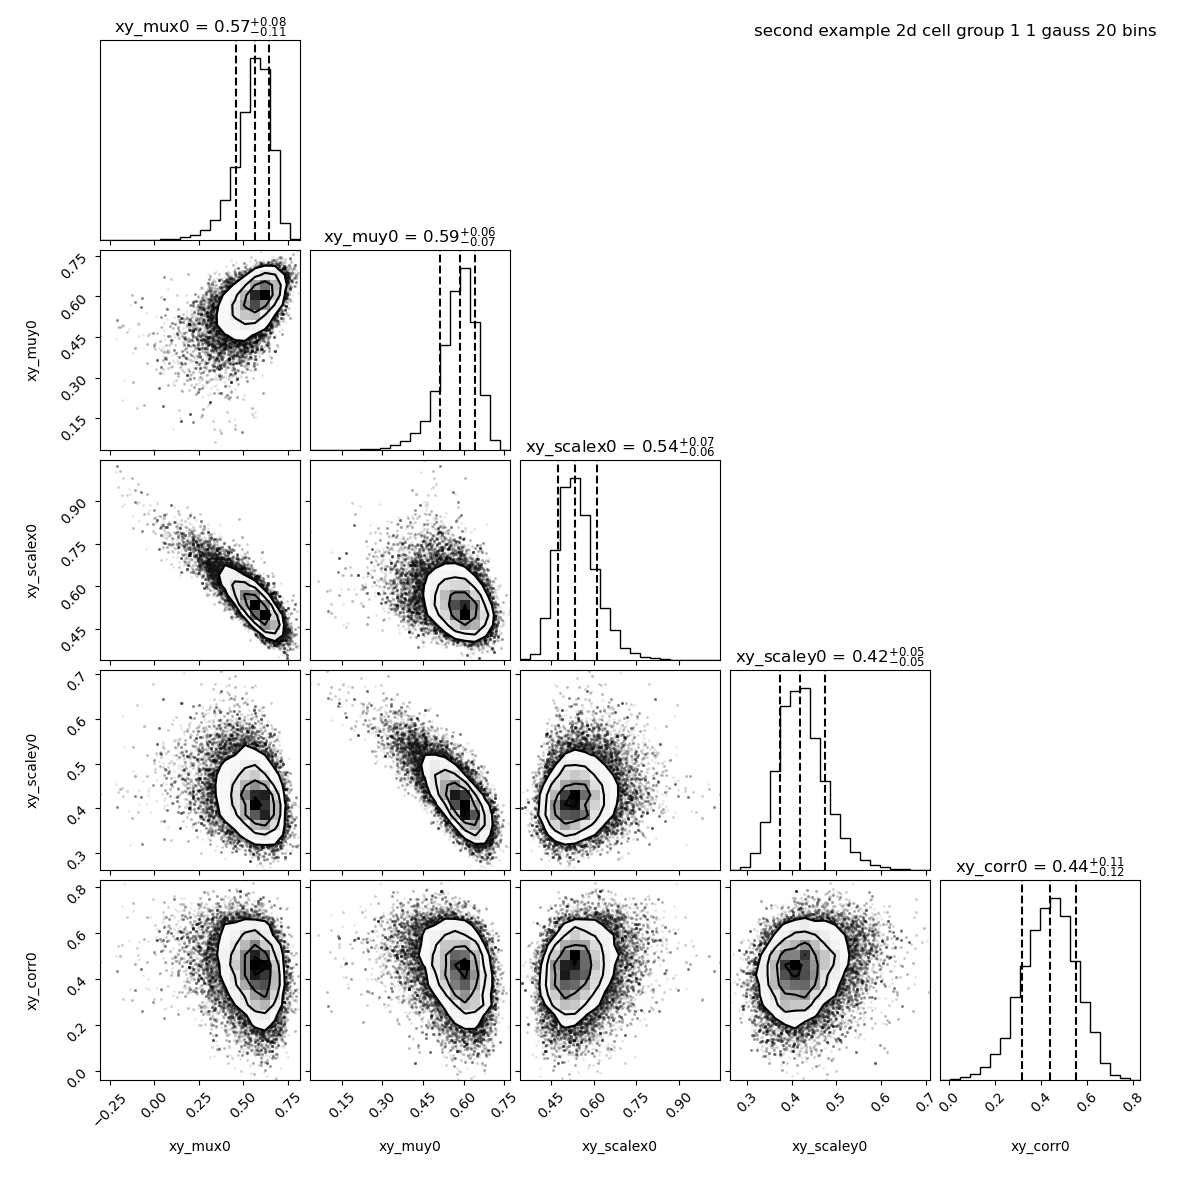 second example 2d cell group 1 1 gauss 20 bins
xy_mux0 = 0.57+0.08−0.11
xy_muy0 = 0.59+0.06−0.07
0.75
0.60
0.45
0.30
0.15
xy_muy0
xy_scalex0 = 0.54+0.07−0.06
0.90
0.75
0.60
0.45
xy_scalex0
xy_scaley0 = 0.42+0.05−0.05
0.7
0.6
0.5
0.4
0.3
xy_scaley0
xy_corr0 = 0.44+0.11−0.12
0.8
0.6
0.4
0.2
0.0
xy_corr0
−0.25 0.00 0.25 0.50 0.75
0.15 0.30 0.45 0.60 0.75
0.45 0.60 0.75 0.90
0.3 0.4 0.5 0.6 0.7
0.0 0.2 0.4 0.6 0.8
xy_mux0 xy_muy0 xy_scalex0 xy_scaley0 xy_corr0